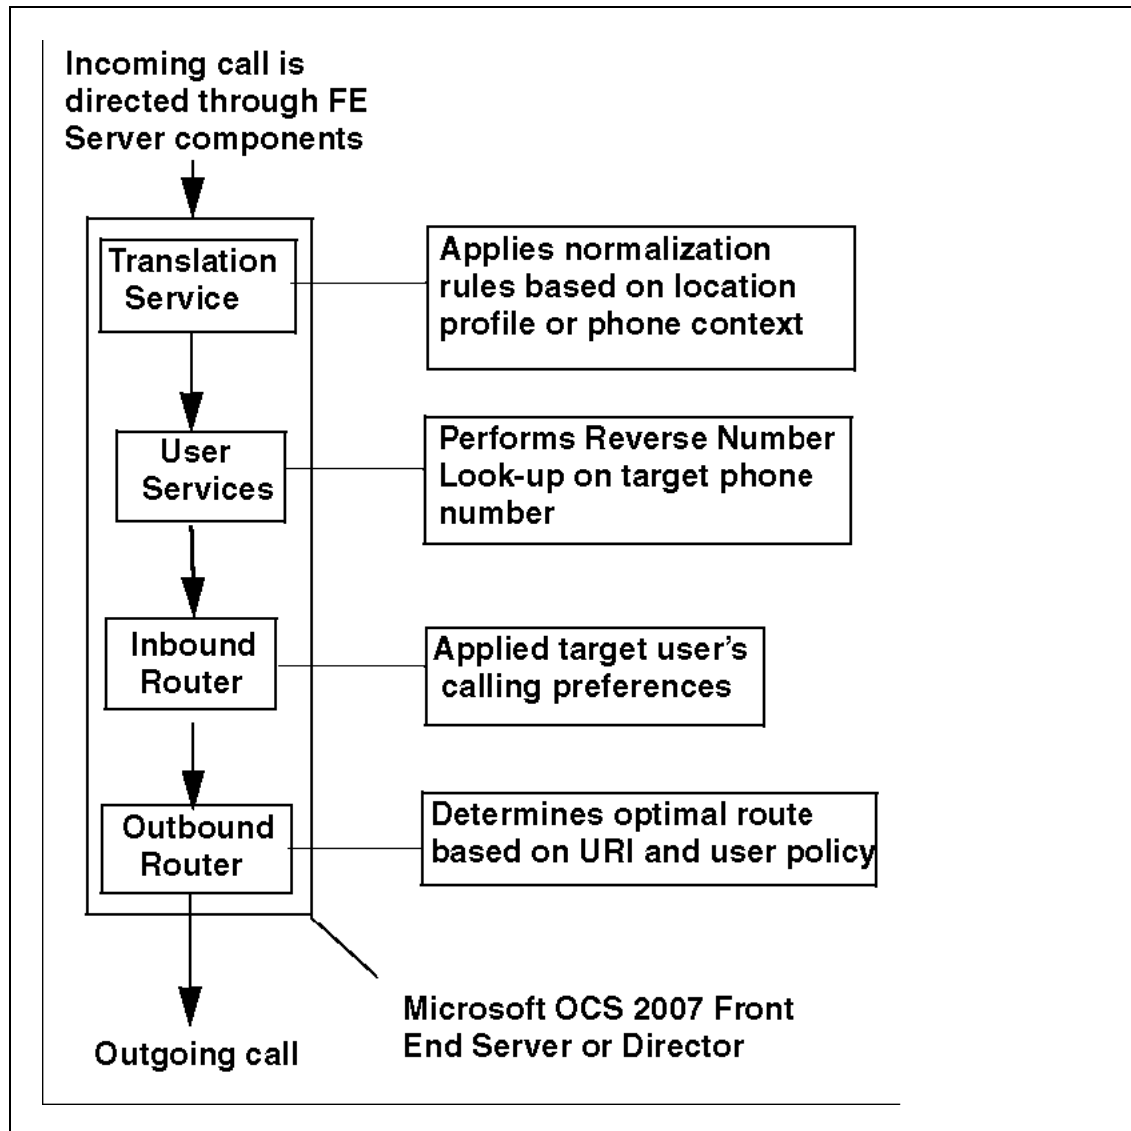 Incoming call is
directed through FE
Server components
Translation
Service
Applies normalization
rules based on location
profile or phone context
User
Services
Performs Reverse Number
Look-up on target phone
number
Inbound
Router
Applied target user's
calling preferences
Outbound
Router
Determines optimal route
based on URI and user policy
Microsoft OCS 2007 Front
End Server or Director
Outgoing call